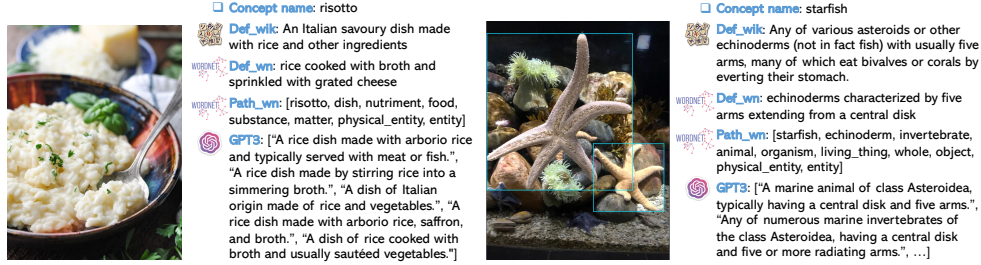 Concept name: risotto
Def_wik: An Italian savoury dish made
with rice and other ingredients
WORDNET
Def_wn: rice cooked with broth and
sprinkled with grated cheese
WORDNET
Path_wn: [risotto, dish, nutriment, food,
substance, matter, physical_entity, entity]
GPT3: [“A rice dish made with arborio rice
and typically served with meat or fish.”,
“A rice dish made by stirring rice into a
simmering broth.”, “A dish of Italian
origin made of rice and vegetables.”, “A
rice dish made with arborio rice, saffron,
and broth.”, “A dish of rice cooked with
broth and usually sautéed vegetables."]
Concept name: starfish
Def_wik: Any of various asteroids or other
echinoderms (not in fact fish) with usually five
arms, many of which eat bivalves or corals by
everting their stomach.
WORDNET
Def_wn: echinoderms characterized by five
arms extending from a central disk
WORDNET
Path_wn: [starfish, echinoderm, invertebrate,
animal, organism, living_thing, whole, object,
physical_entity, entity]
GPT3: [“A marine animal of class Asteroidea,
typically having a central disk and five arms.”,
“Any of numerous marine invertebrates of
the class Asteroidea, having a central disk
and five or more radiating arms.”, …]